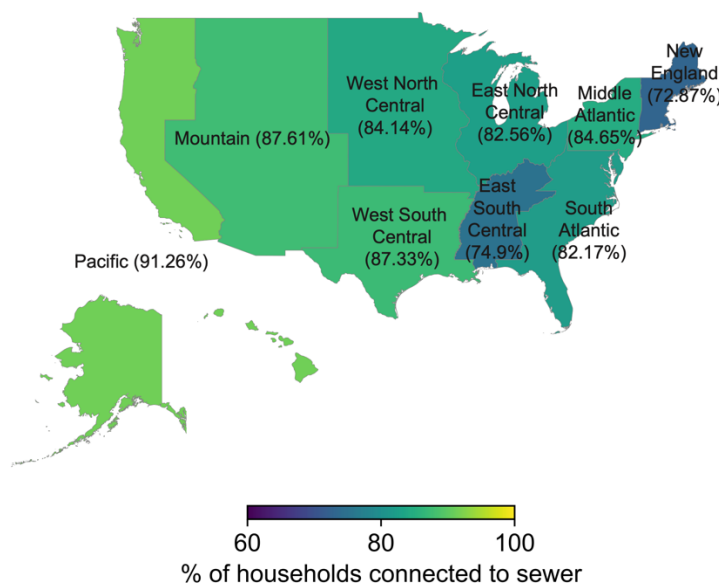 New
England
(72.87%)
West North
Central
(84.14%)
East North
Central
(82.56%)
Middle
Atlantic
(84.65%)
Mountain (87.61%)
East
South
Central
(74.9%)
West South
Central
(87.33%)
South
Atlantic
(82.17%)
Pacific (91.26%)
60 80 100
% of households connected to sewer